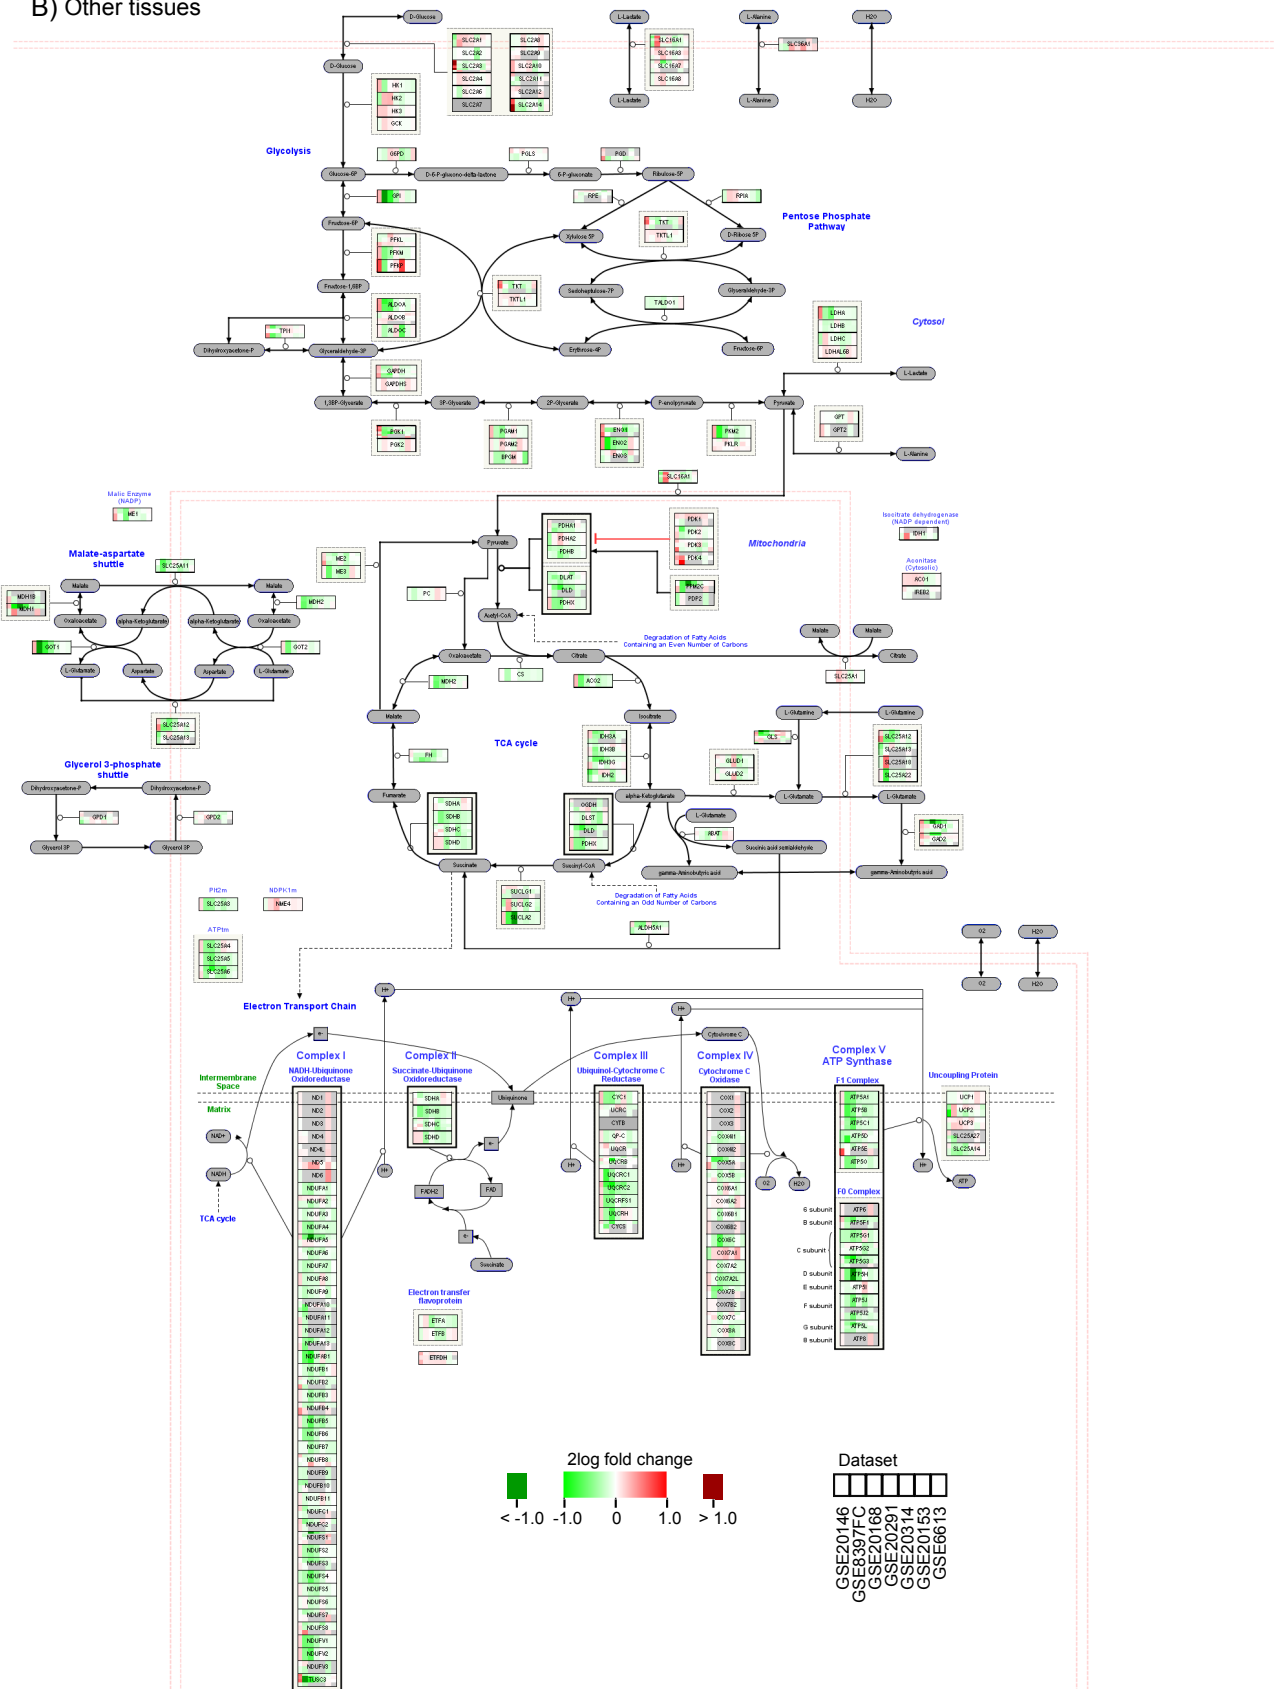 B) Other tissues
D-Glucose
L-Lactate
L-Alanine
H2O
SLC2A1
SLC2A2
SLC2A3
SLC2A4
SLC2A6
SLC2A7
SLC2A8
SLC2A9
SLC2A10
SLC2A11
SLC2A12
SLC2A14
SLC16A1
SLC16A3
SLC16A7
SLC16A8
SLC36A1
D-Glucose
L-Lactate
L-Alanine
H2O
HK1
HK2
HK3
GCK
Glycolysis
G6PD
PGLS
PGD
Glucose-6P
D-6-P-glucono-delta-lactone
6-P-gluconate
Ribulose-5P
GPI
RPE
RPIA
Pentose Phosphate
Pathway
Fructose-6P
PFKL
PFKM
PFKP
Xylulose 5P
TKT
TKTL1
D-Ribose 5P
Fructose-1,6BP
TKT
TKTL1
Sedoheptulose-7P
Glyceraldehyde-3P
ALDOA
ALDOB
ALDOC
TALDO1
LDHA
LDHB
LDHC
LDHAL6B
Cytosol
TPI1
Dihydroxyacetone-P
Glyceraldehyde-3P
Erythrose-4P
Fructose-6P
GAPDH
GAPDHS
L-Lactate
1,3BP-Glycerate
3P-Glycerate
2P-Glycerate
P-enolpyruvate
Pyruvate
PGK1
PGK2
PGAM1
PGAM2
BPGM
ENO1
ENO2
ENO3
PKM2
PKLR
GPT
GPT2
L-Alanine
SLC16A1
Malic Enzyme
(NADP)
ME1
Isocitrate dehydrogenase
(NADP dependent)
IDH1
Aconitase
(Cytosolic)
ACO1
IREB2
Malate-aspartate
shuttle
SLC25A11
Pyruvate
ME2
ME3
PDHA1
PDHA2
PDHB
DLAT
DLD
PDHX
PDK1
PDK2
PDK3
PDK4
PPM2C
PDP2
Mitochondria
Malate
Malate
MDH1B
MDH1
MDH2
Oxaloacetate
alpha-Ketoglutarate
alpha-Ketoglutarate
Oxaloacetate
PC
Acetyl-CoA
GOT1
GOT2
L-Glutamate
Aspartate
Aspartate
L-Glutamate
Degradation of Fatty Acids
Containing an Even Number of Carbons
Malate
Malate
Oxaloacetate
Citrate
Citrate
CS
SLC25A1
MDH2
ACO2
SLC25A12
SLC25A13
Malate
Isocitrate
L-Glutamine
L-Glutamine
TCA cycle
FH
IDH3A
IDH3B
IDH3G
IDH2
GLS
GLUD1
GLUD2
SLC25A12
SLC25A13
SLC25A18
SLC25A22
Glycerol 3-phosphate
shuttle
Dihydroxyacetone-P
Dihydroxyacetone-P
GPD1
GPD2
Glycerol 3P
Glycerol 3P
Fumarate
alpha-Ketoglutarate
L-Glutamate
L-Glutamate
SDHA
SDHB
SDHC
SDHD
OGDH
DLST
DLD
PDHX
L-Glutamate
ABAT
Succinic acid semialdehyde
GAD1
GAD2
Succinate
Succinyl-CoA
gamma-Aminobutyric acid
gamma-Aminobutyric acid
SUCLG1
SUCLG2
SUCLA2
Degradation of Fatty Acids
Containing an Odd Number of Carbons
ALDH5A1
PIt2m
SLC25A3
NDPK1m
NME4
ATPtm
SLC25A4
SLC25A5
SLC25A6
O2
H2O
O2
H2O
Electron Transport Chain
H+
H+
H+
e-
Cytochrome C
Complex I
NADH-Ubiquinone
Oxidoreductase
Complex II
Succinate-Ubiquinone
Oxidoreductase
Complex III
Ubiquinol-Cytochrome C
Reductase
Complex IV
Cytochrome C
Oxidase
Complex V
ATP Synthase
F1 Complex
Uncoupling Protein
Intermembrane
Space
Matrix
ND1
ND2
ND3
ND4
ND4L
ND5
ND6
NDUFA1
NDUFA2
NDUFA3
NDUFA4
NDUFA5
NDUFA6
NDUFA7
NDUFA8
NDUFA9
NDUFA10
NDUFA11
NDUFA12
NDUFA13
NDUFAB1
NDUFB1
NDUFB2
NDUFB3
NDUFB4
NDUFB5
NDUFB6
NDUFB7
NDUFB8
NDUFB9
NDUFB10
NDUFB11
NDUFC1
NDUFC2
NDUFS1
NDUFS2
NDUFS3
NDUFS4
NDUFS5
NDUFS6
NDUFS7
NDUFS8
NDUFV1
NDUFV2
NDUFV3
TUSC3
SDHA
SDHB
SDHC
SDHD
Ubiquinone
CYC1
UCRC
CYTB
QP-C
UQCR
UQCRB
UQCRC1
UQCRC2
UQCRFS1
UQCRH
CYCS
COX1
COX2
COX3
COX4I1
COX4I2
COX5A
COX5B
COX6A1
COX6A2
COX6B1
COX6B2
COX6C
COX7A1
COX7A2
COX7A2L
COX7B
COX7B2
COX7C
COX8A
COX8C
ATP5A1
ATP5B
ATP5C1
ATP5D
ATP5E
ATP5O
F0 Complex
6 subunit
ATP6
B subunit
ATP5F1
C subunit
ATP5G1
ATP5G2
ATP5G3
D subunit
ATP5H
E subunit
ATP5I
F subunit
ATP5J
ATP5J2
G subunit
ATP5L
8 subunit
ATP8
UCP1
UCP2
UCP3
SLC25A27
SLC25A14
NAD+
NADH
TCA cycle
H+
e-
FADH2
FAD
e-
Succinate
H+
H+
O2
H2O
H+
ATP
Electron transfer
flavoprotein
ETFA
ETFB
ETFDH
2log fold change
< -1.0
-1.0
0
1.0
> 1.0
Dataset
GSE20146
GSE8397FC
GSE20168
GSE20291
GSE20314
GSE20153
GSE6613